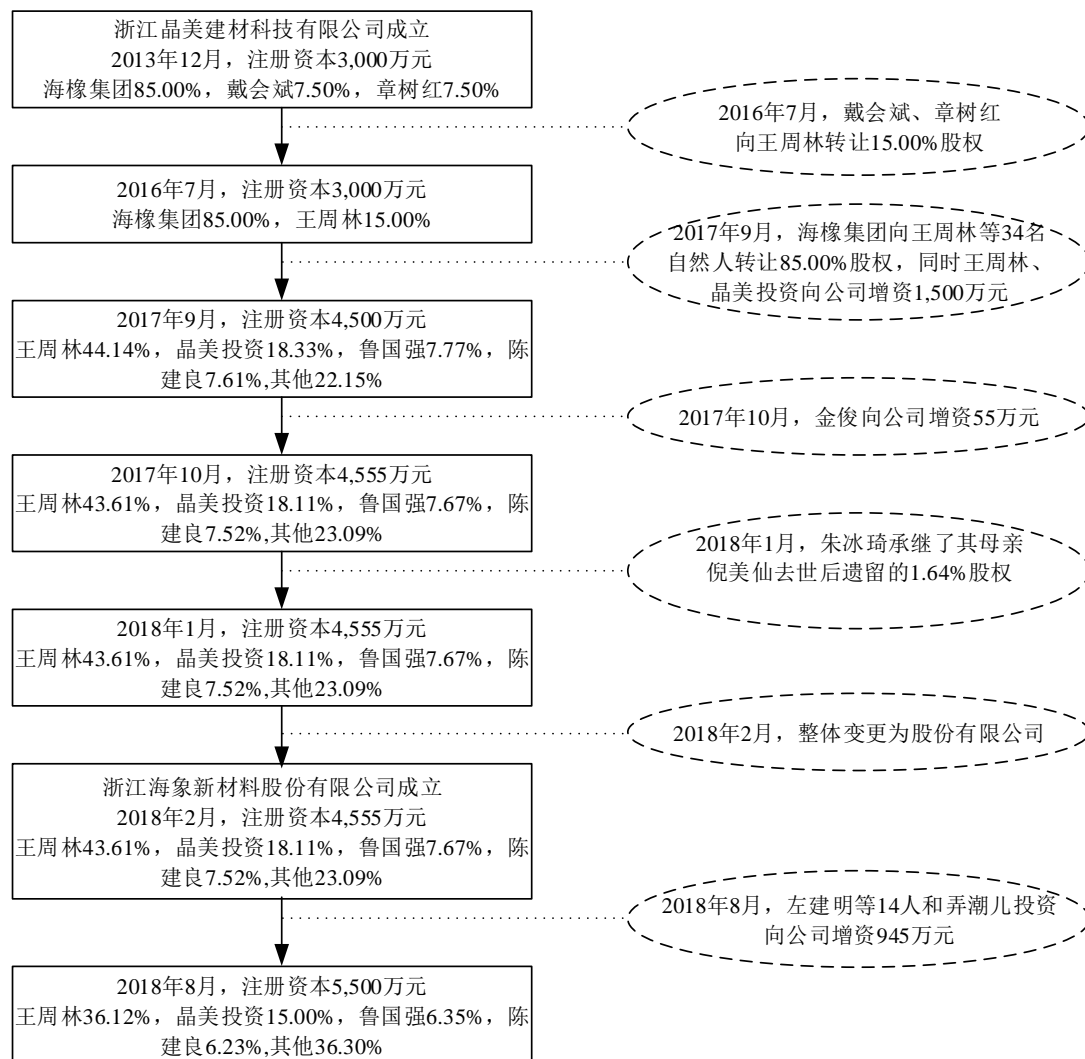 浙江晶美建材科技有限公司成立
2013年12月，注册资本3,000万元
海橡集团85.00%，戴会斌7.50%，章树红7.50%
2016年7月，戴会斌、章树红
向王周林转让15.00%股权
2016年7月，注册资本3,000万元
海橡集团85.00%，王周林15.00%
2017年9月，海橡集团向王周林等34名
自然人转让85.00%股权，同时王周林、
晶美投资向公司增资1,500万元
2017年9月，注册资本4,500万元
王周林44.14%，晶美投资18.33%，鲁国强7.77%，陈
建良7.61%,其他22.15%
2017年10月，金俊向公司增资55万元
2017年10月，注册资本4,555万元
王周林43.61%，晶美投资18.11%，鲁国强7.67%，陈
建良7.52%,其他23.09%
2018年1月，朱冰琦承继了其母亲
倪美仙去世后遗留的1.64%股权
2018年1月，注册资本4,555万元
王周林43.61%，晶美投资18.11%，鲁国强7.67%，陈
建良7.52%,其他23.09%
2018年2月，整体变更为股份有限公司
浙江海象新材料股份有限公司成立
2018年2月，注册资本4,555万元
王周林43.61%，晶美投资18.11%，鲁国强7.67%，陈
建良7.52%,其他23.09%
2018年8月，左建明等14人和弄潮儿投资
向公司增资945万元
2018年8月，注册资本5,500万元
王周林36.12%，晶美投资15.00%，鲁国强6.35%，陈
建良6.23%,其他36.30%